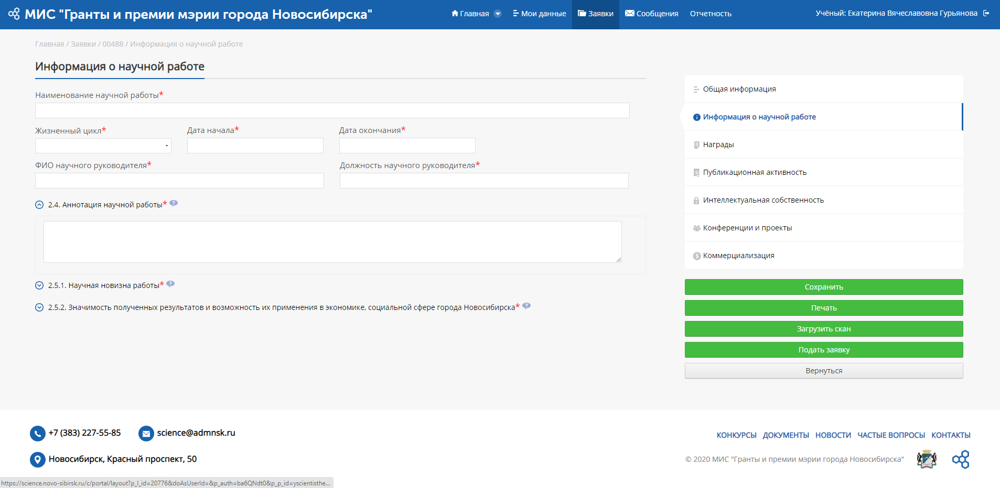 МИС "Гранты и премии мэрии города Новосибирска"
Главная
Мои данные
Заявки
Сообщения
Отчетность
Учёный: Екатерина Вячеславовна Гурьянова
Главная / Заявки / 00488 / Информация о научной работе
Информация о научной работе
Наименование научной работы*
Жизненный цикл*
Дата начала*
Дата окончания*
ФИО научного руководителя*
Должность научного руководителя*
2.4. Аннотация научной работы* ?
2.5.1. Научная новизна работы* ?
2.5.2. Значимость полученных результатов и возможность их применения в экономике, социальной сфере города Новосибирска* ?
Общая информация
Информация о научной работе
Награды
Публикационная активность
Интеллектуальная собственность
Конференции и проекты
Коммерциализация
Сохранить
Печать
Загрузить скан
Подать заявку
Вернуться
+7 (383) 227-55-85
science@admnsk.ru
Новосибирск, Красный проспект, 50
КОНКУРСЫ ДОКУМЕНТЫ НОВОСТИ ЧАСТЫЕ ВОПРОСЫ КОНТАКТЫ
© 2020 МИС "Гранты и премии мэрии города Новосибирска"
https://science.novo-sibirsk.ru/c/portal/layout?p_l_id=20776&doAsUserId=&p_auth=ba6QNdt0&p_p_id=yscientisthe...